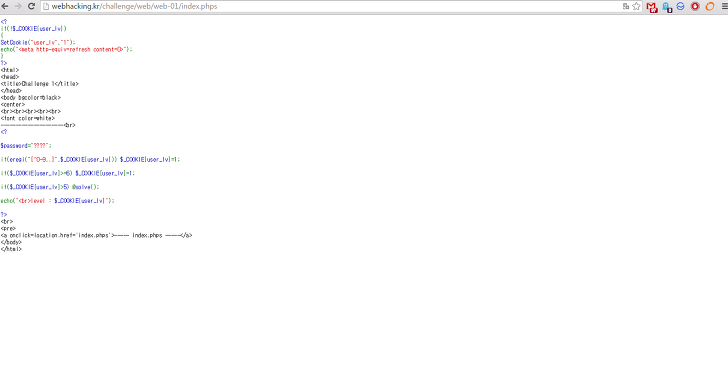 webhacking.kr/challenge/web/web-01/index.phps
<?
if(!$_COOKIE[user_lv])
{
SetCookie("user_lv","1");
echo("<meta http-equiv=refresh content=0>");
}
?>
<html>
<head>
<title>Challenge 1</title>
</head>
<body bgcolor=black>
<center>
<br><br><br><br><br>
<font color=white>
---------------------<br>
<?
$password="????";
if(eregi("[^0-9,.]",$_COOKIE[user_lv])) $_COOKIE[user_lv]=1;
if($_COOKIE[user_lv]>=6) $_COOKIE[user_lv]=1;
if($_COOKIE[user_lv]>5) @solve();
echo("<br>level : $_COOKIE[user_lv]");
?>
<br>
<pre>
<a onclick=location.href='index.phps'>----- index.phps -----</a>
</body>
</html>